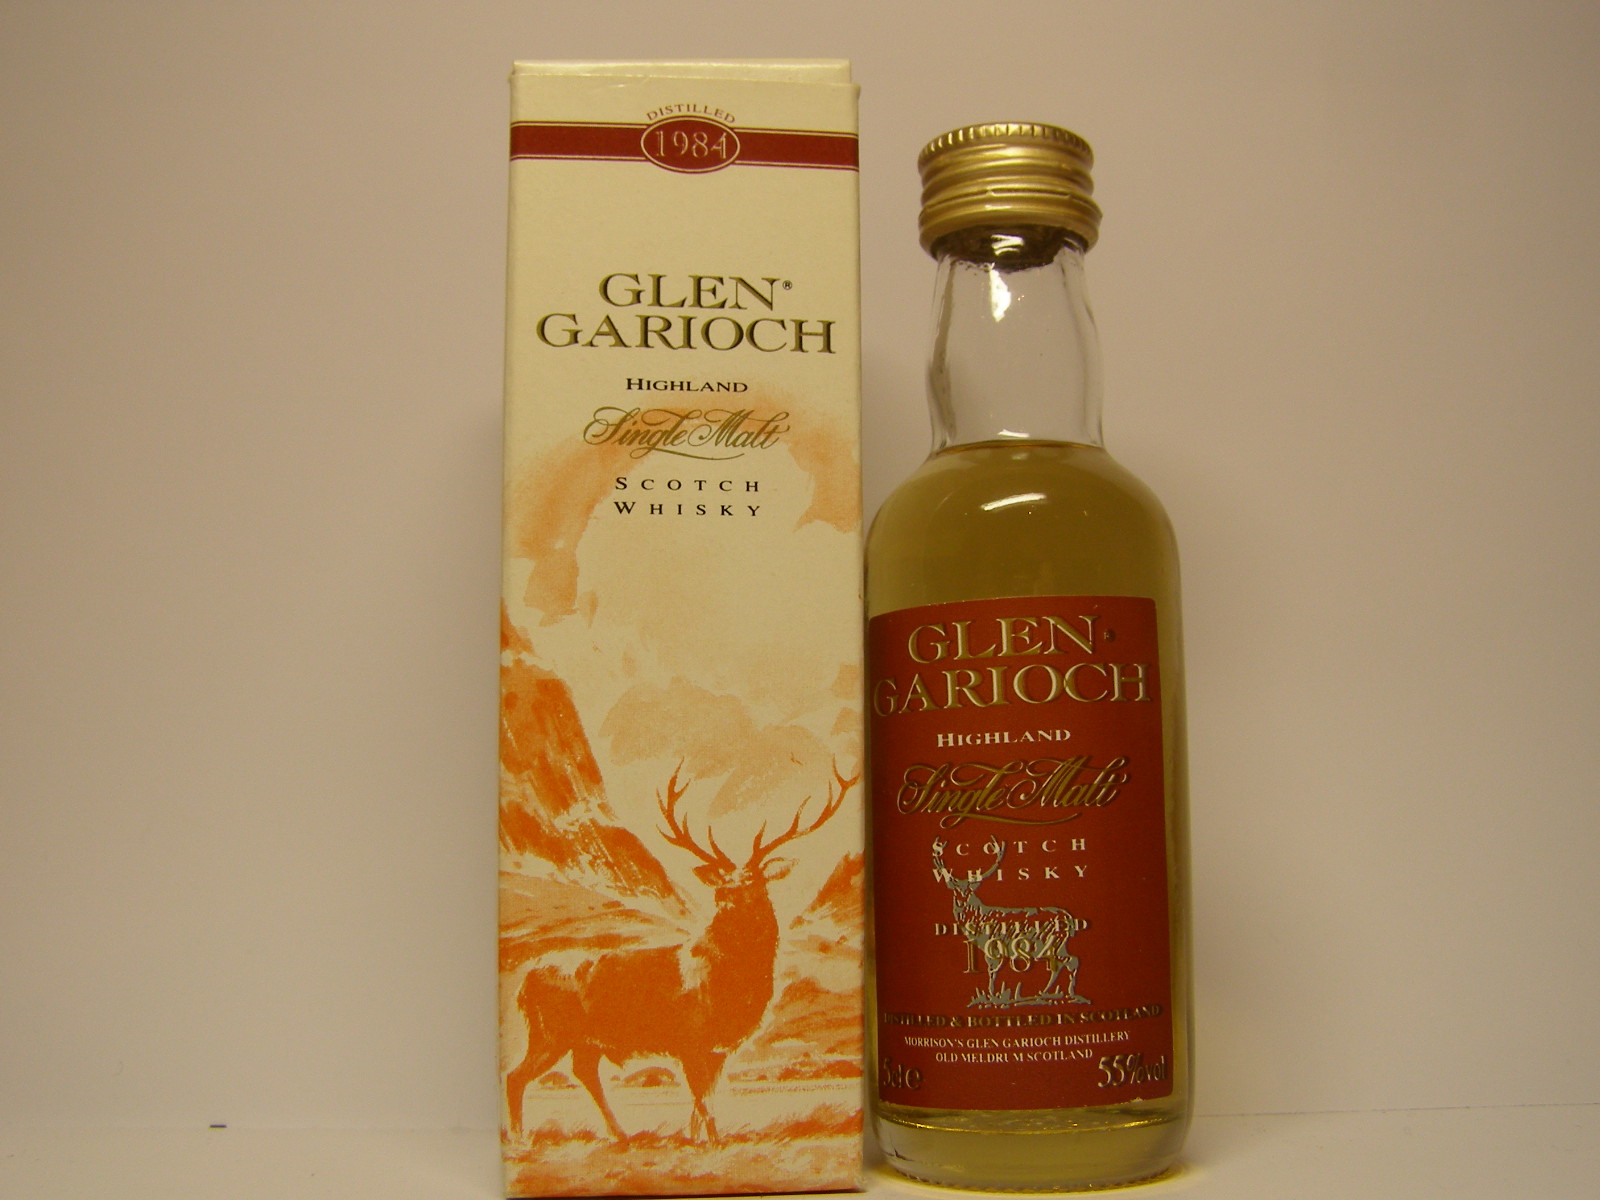 DISTILLED
1984
GLEN®
GARIOCH
HIGHLAND
Single Malt
SCOTCH
WHISKY
GLEN®
GARIOCH
HIGHLAND
Single Malt
SCOTCH
WHISKY
DISTILLED
1984
DISTILLED & BOTTLED IN SCOTLAND
MORRISON'S GLEN GARIOCH DISTILLERY
OLD MELDRUM SCOTLAND
5cl e 55%vol